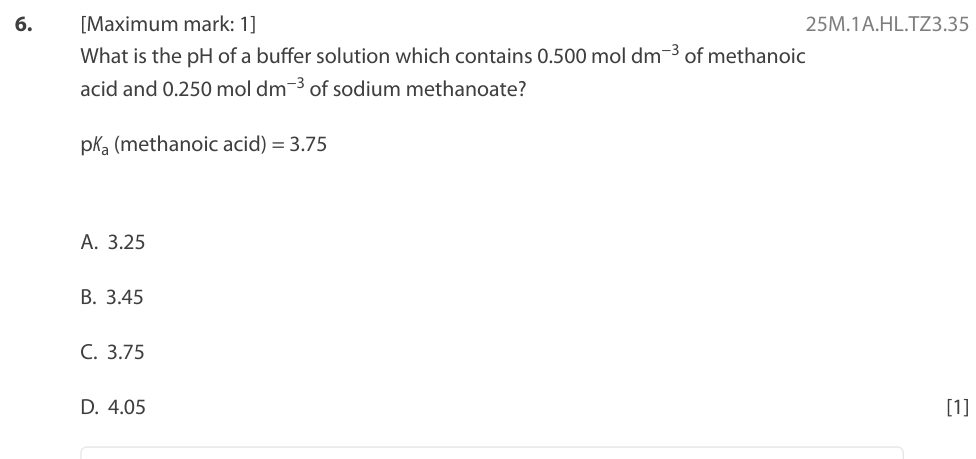 6. [Maximum mark: 1] 25M.1A.HL.TZ3.35
What is the pH of a buffer solution which contains 0.500 mol dm⁻³ of methanoic
acid and 0.250 mol dm⁻³ of sodium methanoate?
pKₐ (methanoic acid) = 3.75
A. 3.25
B. 3.45
C. 3.75
D. 4.05 [1]